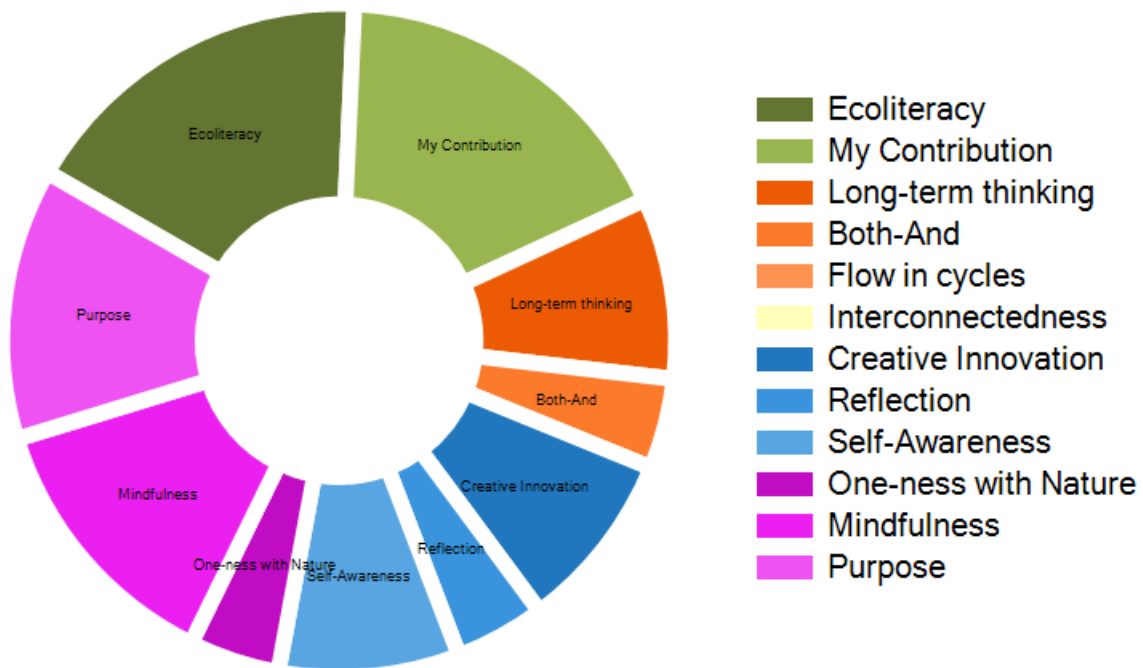 Ecoliteracy
My Contribution
Long-term thinking
Both-And
Creative Innovation
Reflection
Self-Awareness
One-ness with Nature
Mindfulness
Purpose
Ecoliteracy
My Contribution
Long-term thinking
Both-And
Flow in cycles
Interconnectedness
Creative Innovation
Reflection
Self-Awareness
One-ness with Nature
Mindfulness
Purpose